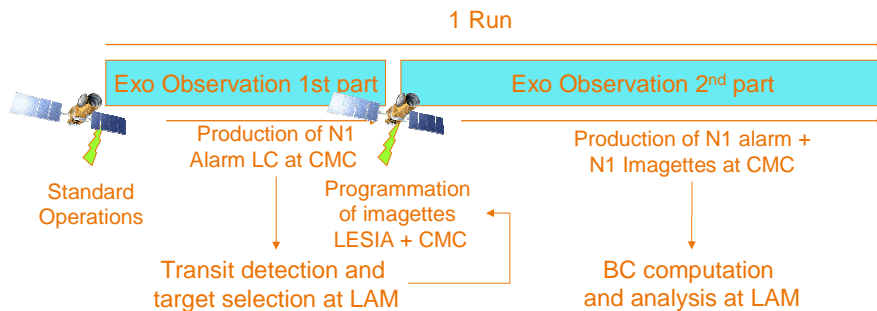 1 Run
Exo Observation 1st part
Exo Observation 2nd part
Production of N1
Alarm LC at CMC
Production of N1 alarm +
N1 Imagettes at CMC
Standard
Operations
Programmation
of imagettes
LESIA + CMC
Transit detection and
target selection at LAM
BC computation
and analysis at LAM